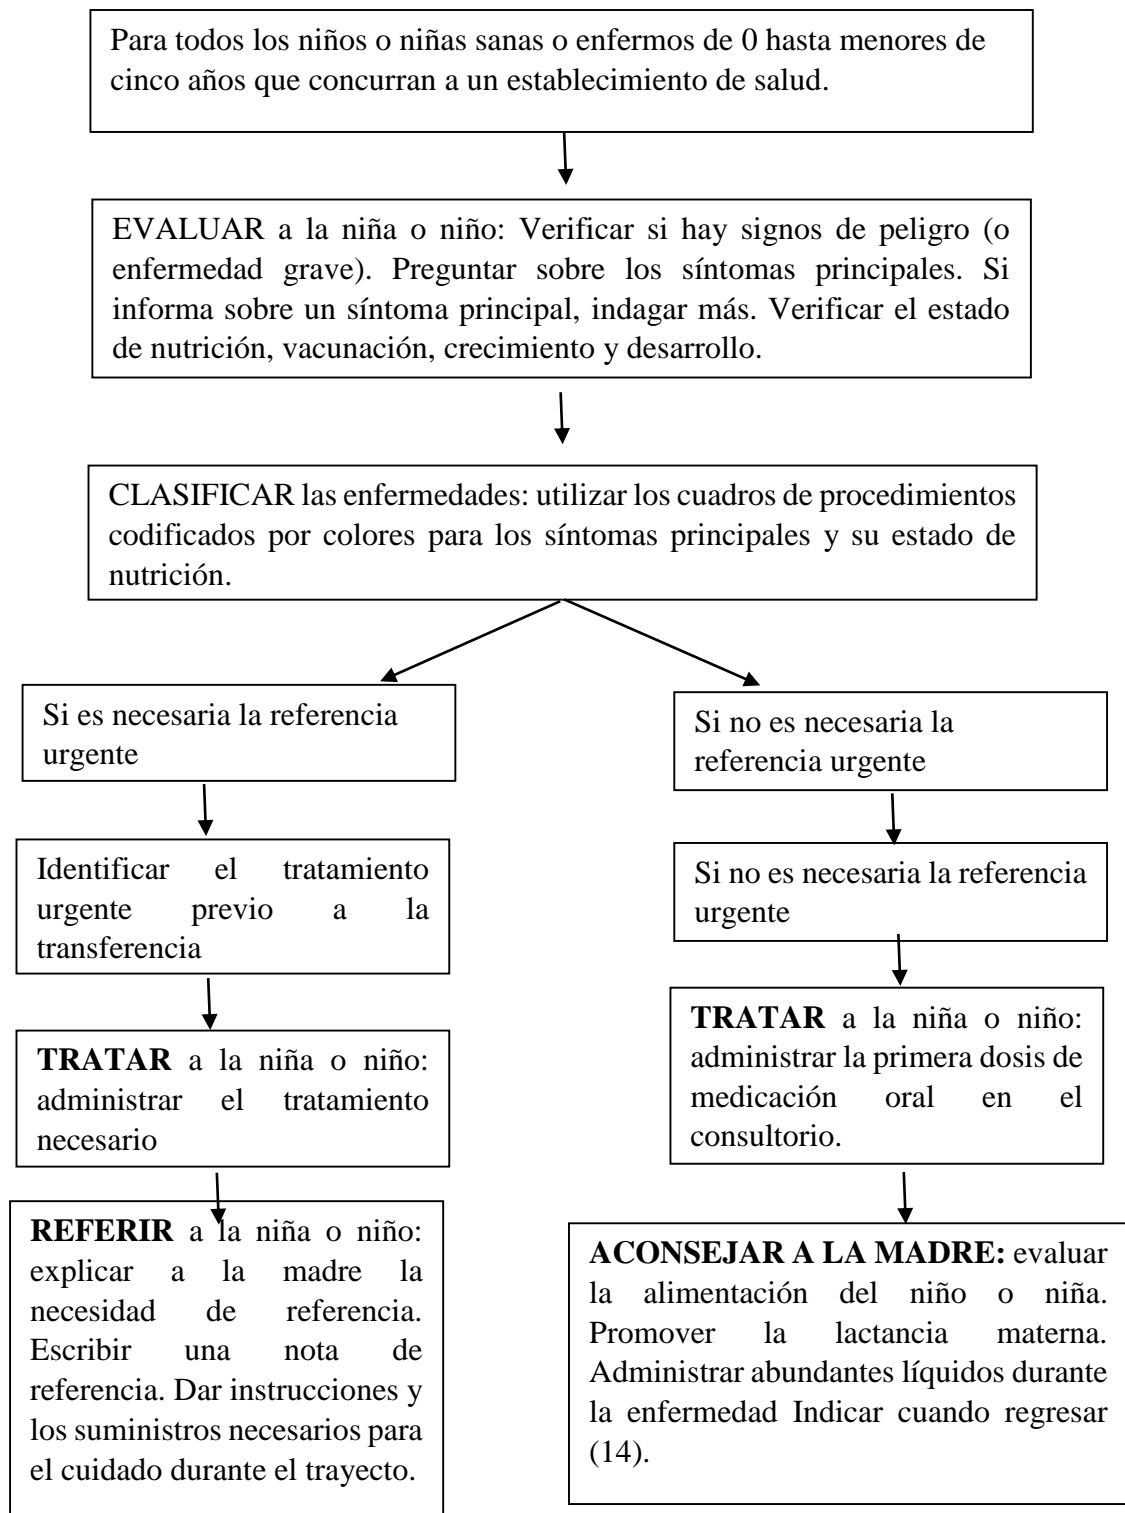 Para todos los niños o niñas sanas o enfermos de 0 hasta menores de
cinco años que concurran a un establecimiento de salud.
EVALUAR a la niña o niño: Verificar si hay signos de peligro (o
enfermedad grave). Preguntar sobre los síntomas principales. Si
informa sobre un síntoma principal, indagar más. Verificar el estado
de nutrición, vacunación, crecimiento y desarrollo.
CLASIFICAR las enfermedades: utilizar los cuadros de procedimientos
codificados por colores para los síntomas principales y su estado de
nutrición.
Si es necesaria la referencia
urgente
Identificar el tratamiento
urgente previo a la
transferencia
TRATAR a la niña o niño:
administrar el tratamiento
necesario
REFERIR a la niña o niño:
explicar a la madre la
necesidad de referencia.
Escribir una nota de
referencia. Dar instrucciones y
los suministros necesarios para
el cuidado durante el trayecto.
Si no es necesaria la
referencia urgente
Si no es necesaria la referencia
urgente
TRATAR a la niña o niño:
administrar la primera dosis de
medicación oral en el
consultorio.
ACONSEJAR A LA MADRE: evaluar
la alimentación del niño o niña.
Promover la lactancia materna.
Administrar abundantes líquidos durante
la enfermedad Indicar cuando regresar
(14).